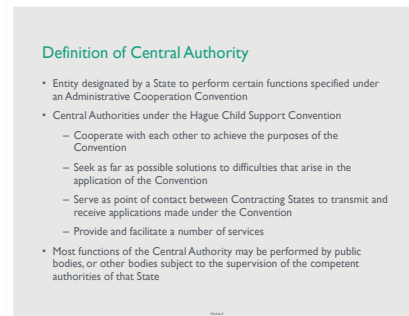 Definition of Central Authority
• Entity designated by a State to perform certain functions specified under
an Administrative Cooperation Convention
• Central Authorities under the Hague Child Support Convention
– Cooperate with each other to achieve the purposes of the
Convention
– Seek as far as possible solutions to difficulties that arise in the
application of the Convention
– Serve as point of contact between Contracting States to transmit and
receive applications made under the Convention
– Provide and facilitate a number of services
• Most functions of the Central Authority may be performed by public
bodies, or other bodies subject to the supervision of the competent
authorities of that State